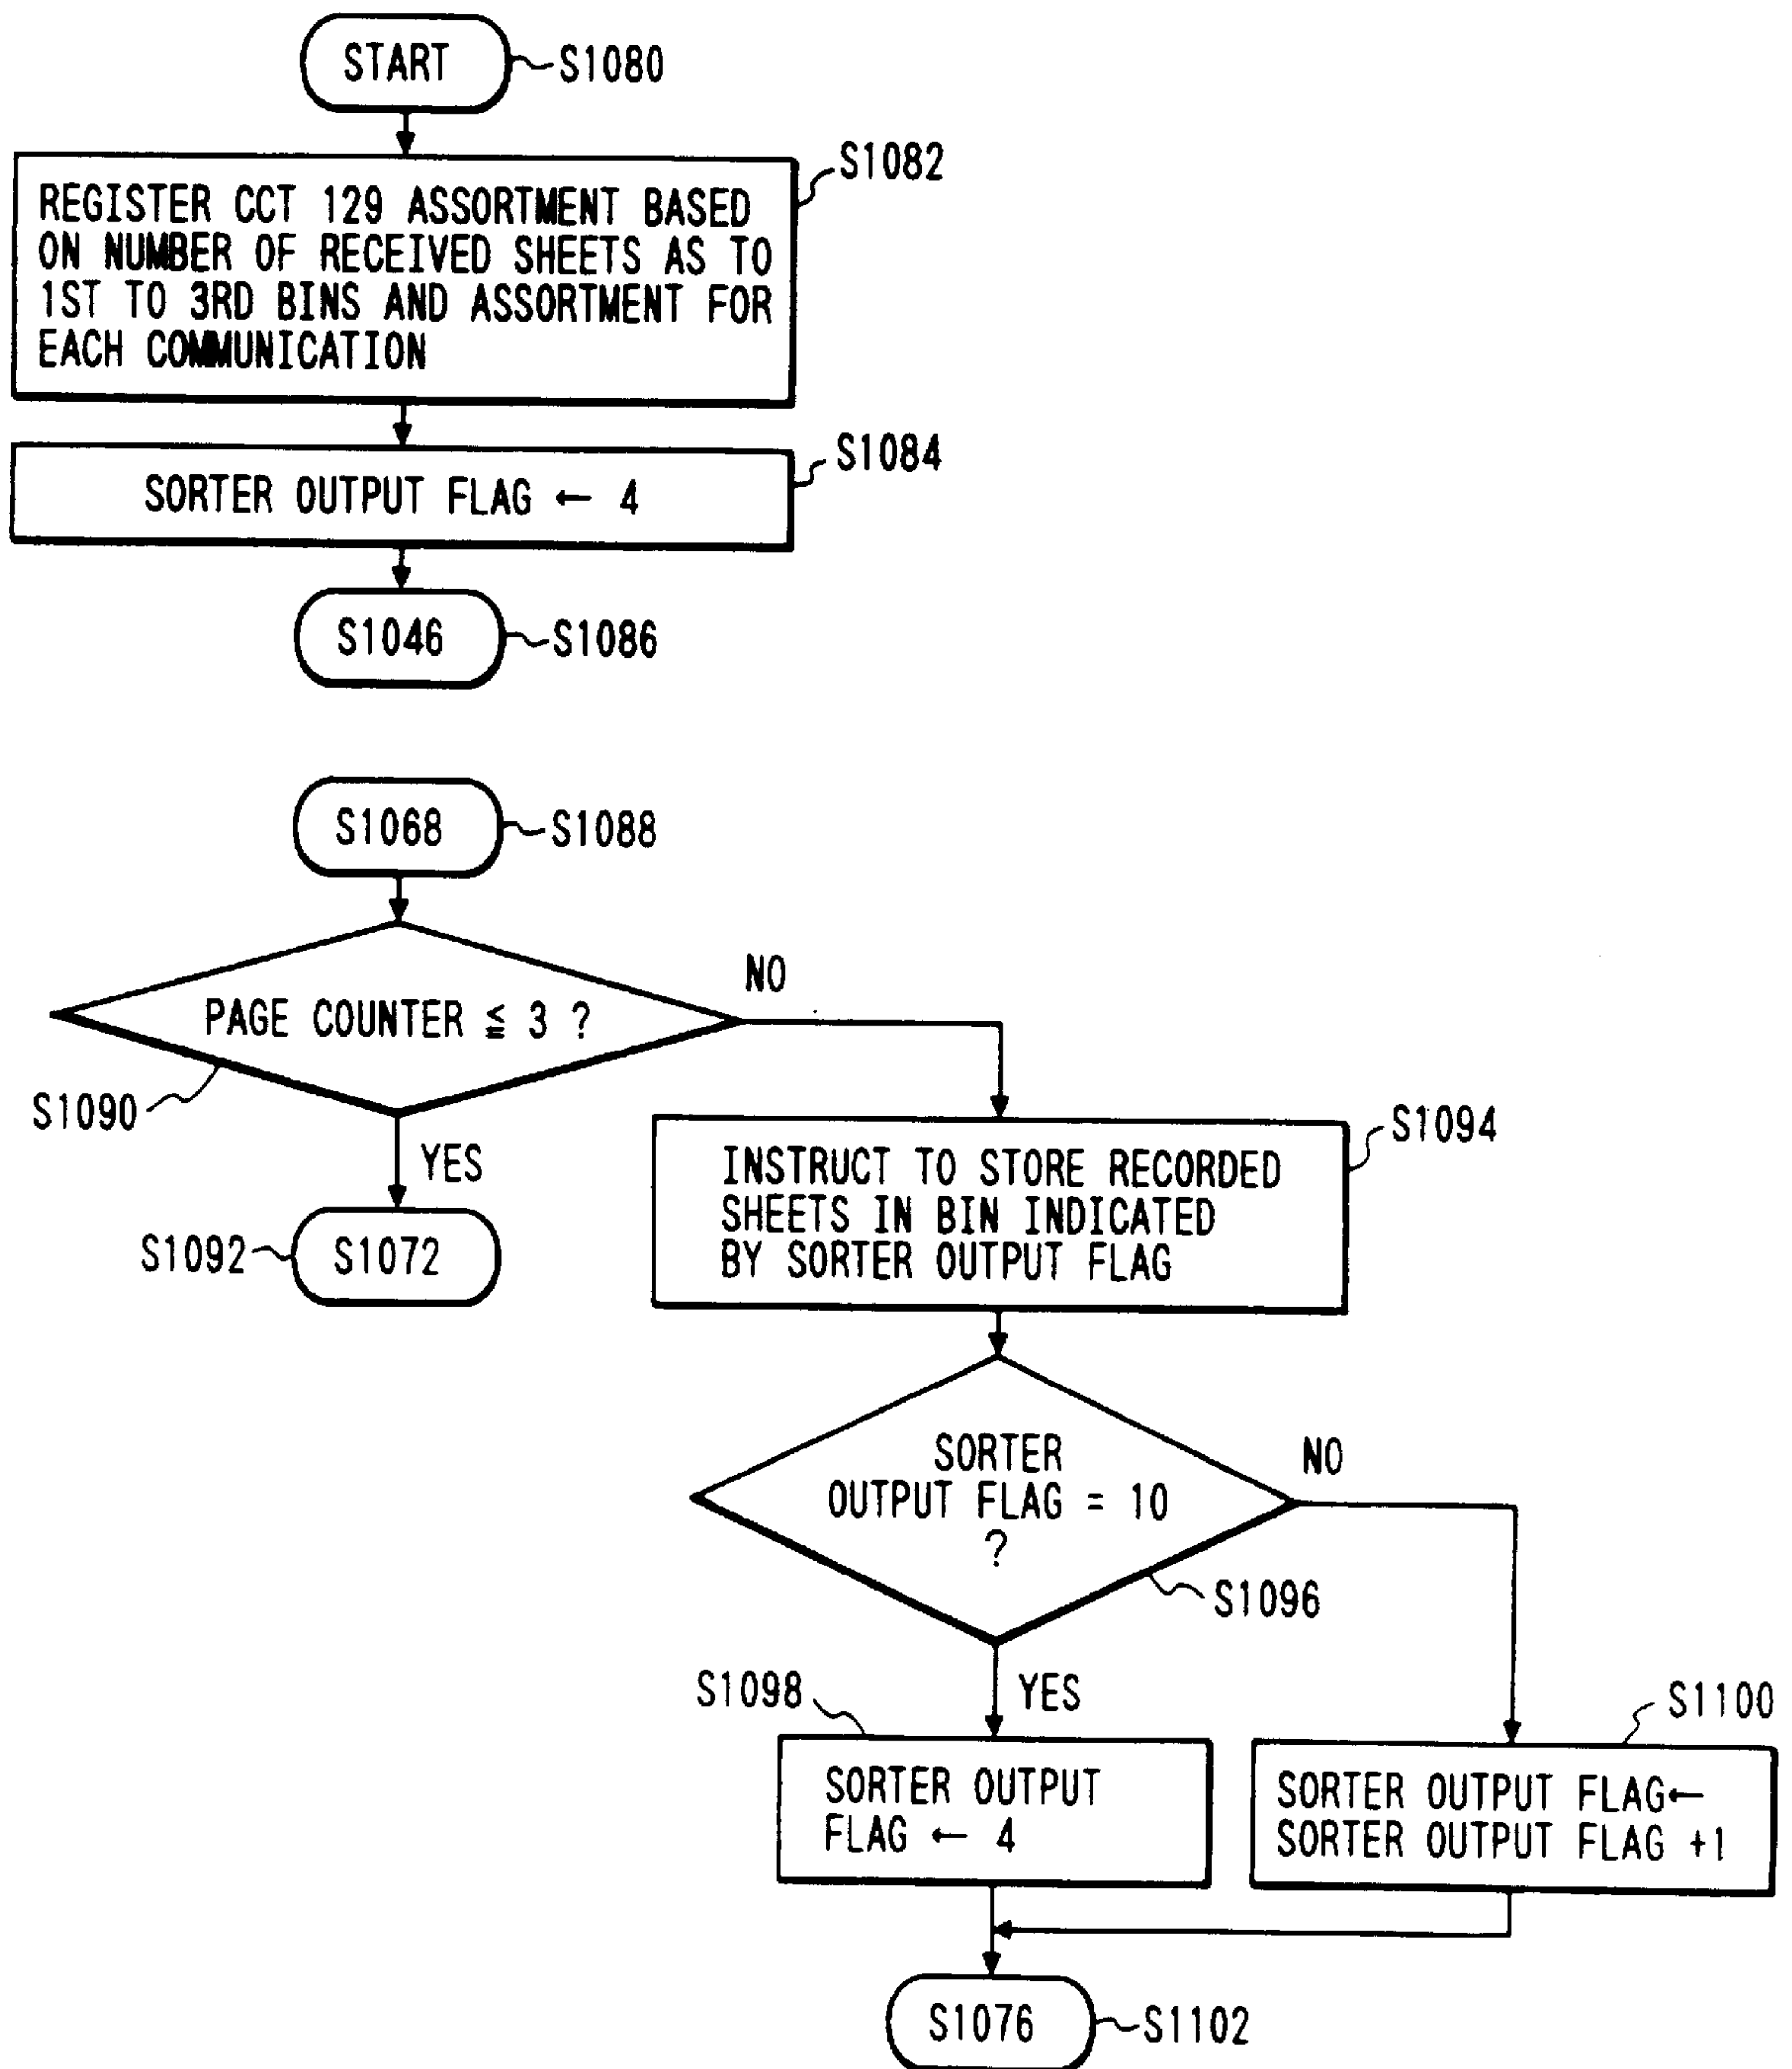 START
S1080
S1082
REGISTER CCT 129 ASSORTMENT BASED
ON NUMBER OF RECEIVED SHEETS AS TO
1ST TO 3RD BINS AND ASSORTMENT FOR
EACH COMMUNICATION
S1084
SORTER OUTPUT FLAG ← 4
S1046
S1086
S1068
S1088
NO
PAGE COUNTER ≦ 3 ?
S1090
YES
S1092
S1072
S1094
INSTRUCT TO STORE RECORDED
SHEETS IN BIN INDICATED
BY SORTER OUTPUT FLAG
SORTER
OUTPUT FLAG = 10
?
NO
S1096
S1098
YES
S1100
SORTER OUTPUT
FLAG ← 4
SORTER OUTPUT FLAG←
SORTER OUTPUT FLAG +1
S1076
S1102